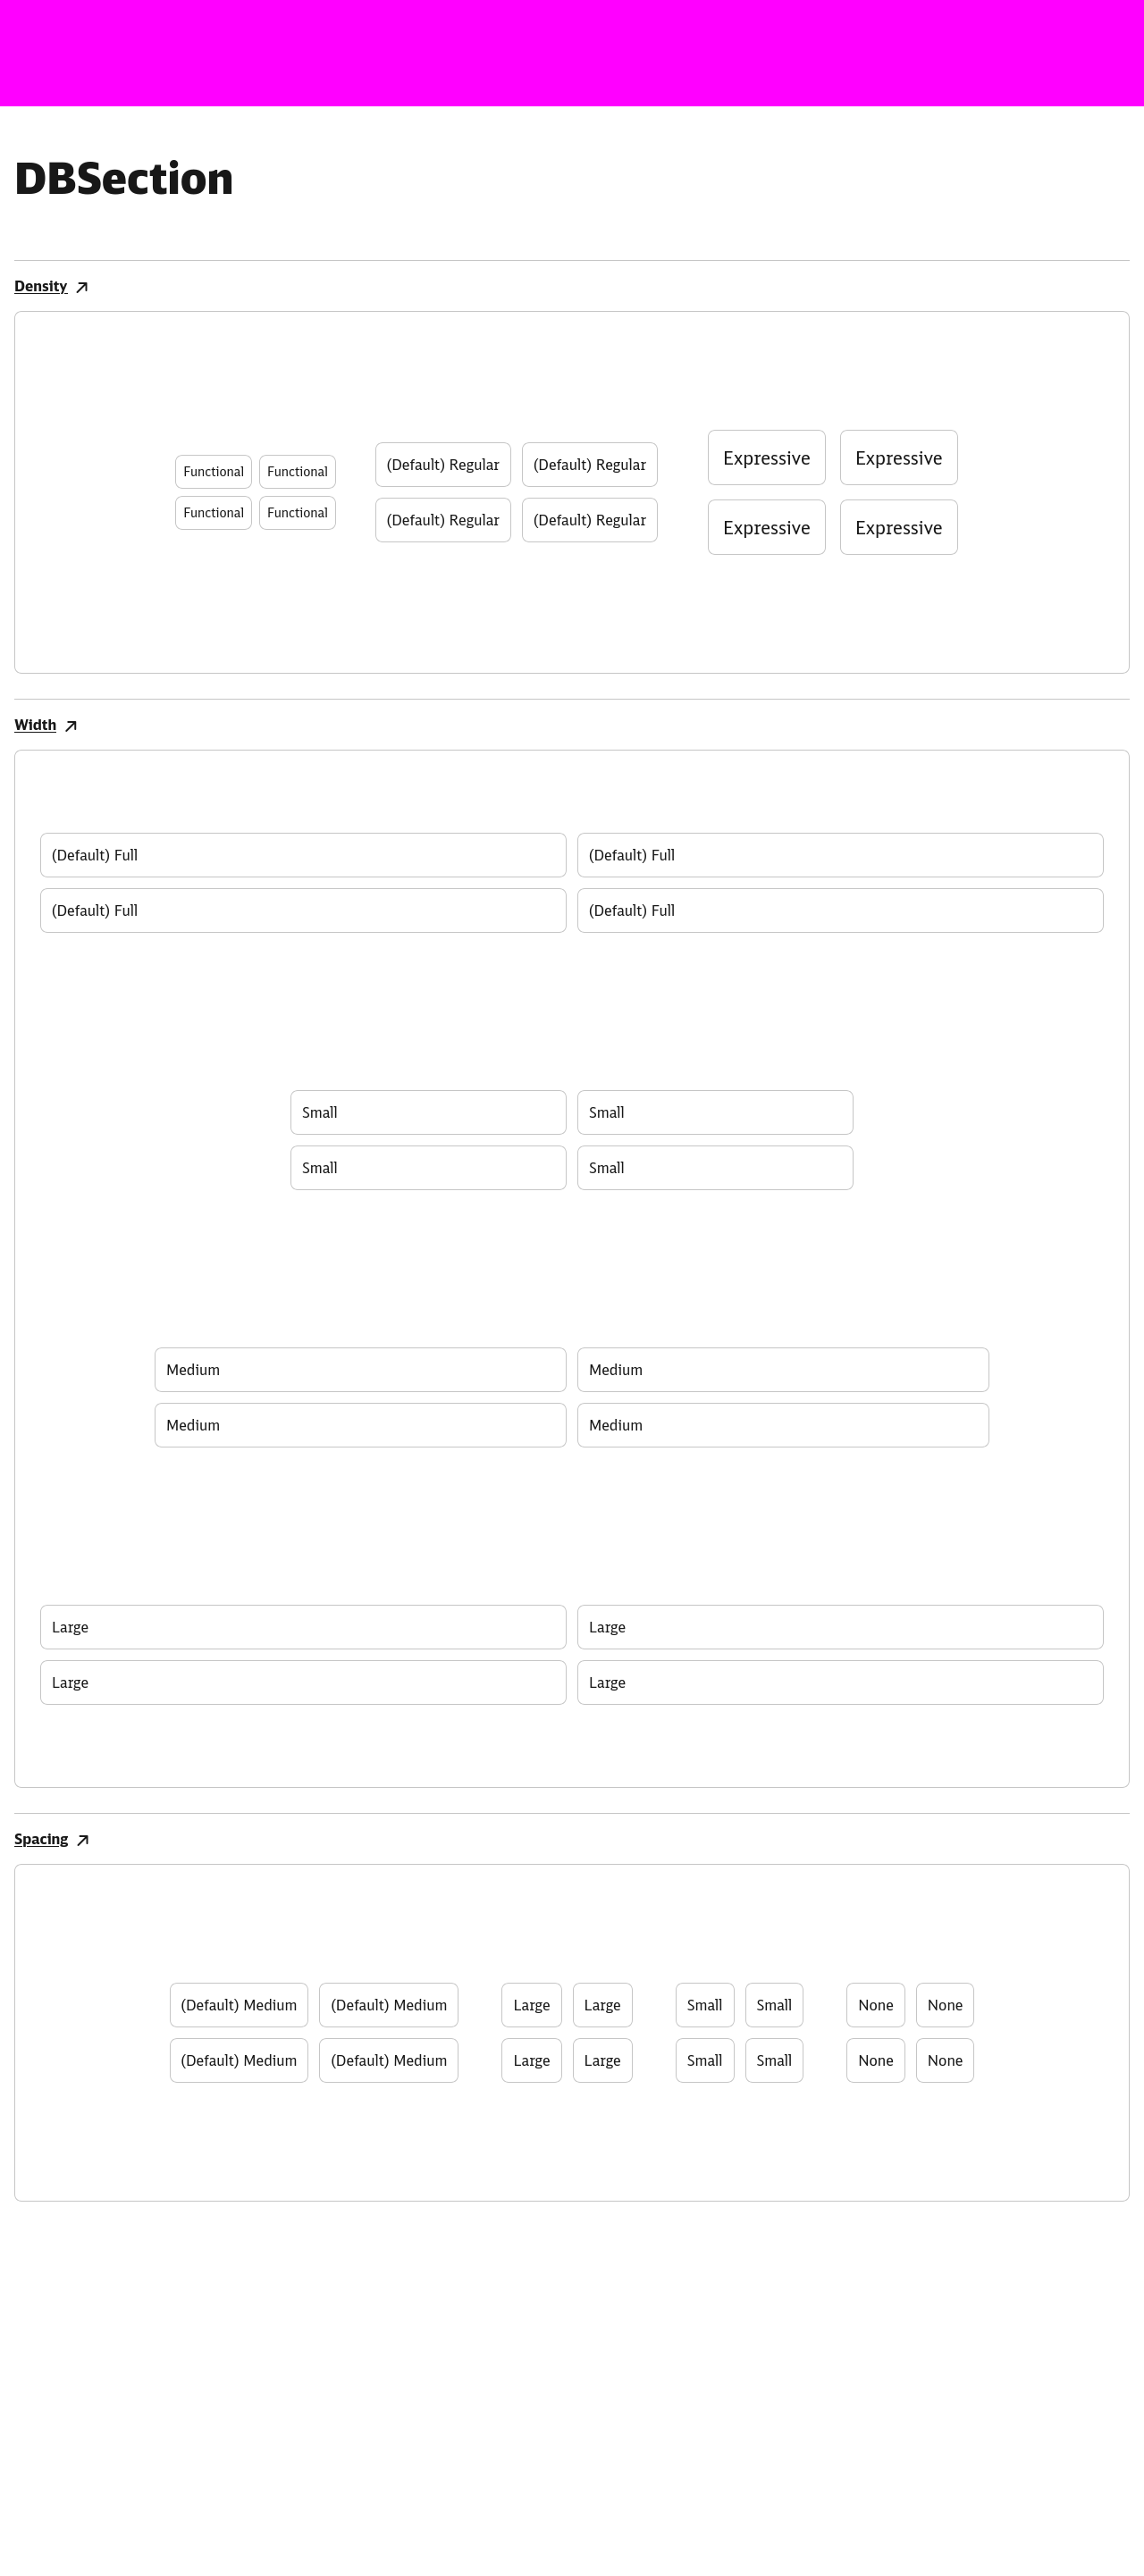 DBSection
Density
Functional Functional (Default) Regular (Default) Regular Expressive Expressive
Functional Functional (Default) Regular (Default) Regular Expressive Expressive
Width
(Default) Full (Default) Full
(Default) Full (Default) Full
Small Small
Small Small
Medium Medium
Medium Medium
Large Large
Large Large
Spacing
(Default) Medium (Default) Medium Large Large Small Small None None
(Default) Medium (Default) Medium Large Large Small Small None None